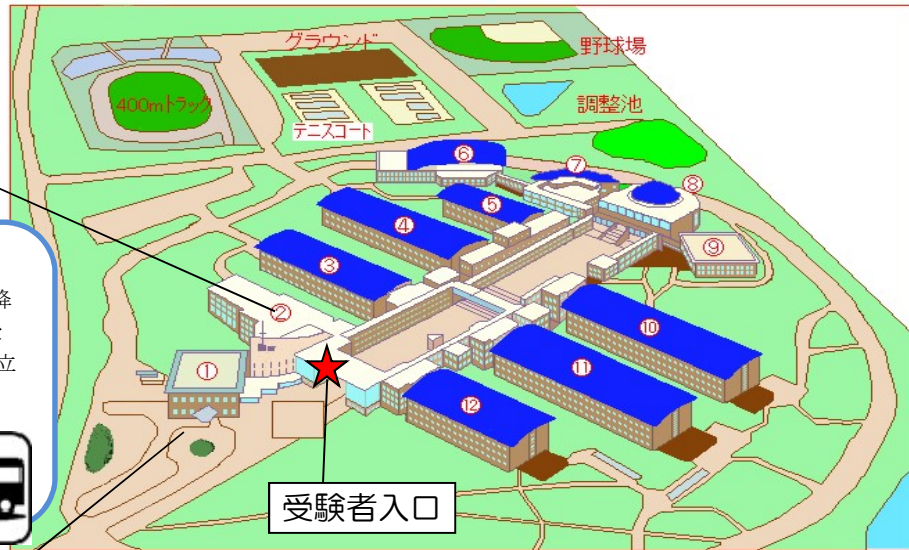 グラウンド
野球場
400mトラック
調整池
テニスコート
⑥
⑦
⑧
⑤
④
⑨
③
②
⑩
①
⑪
⑫
降
立
受験者入口